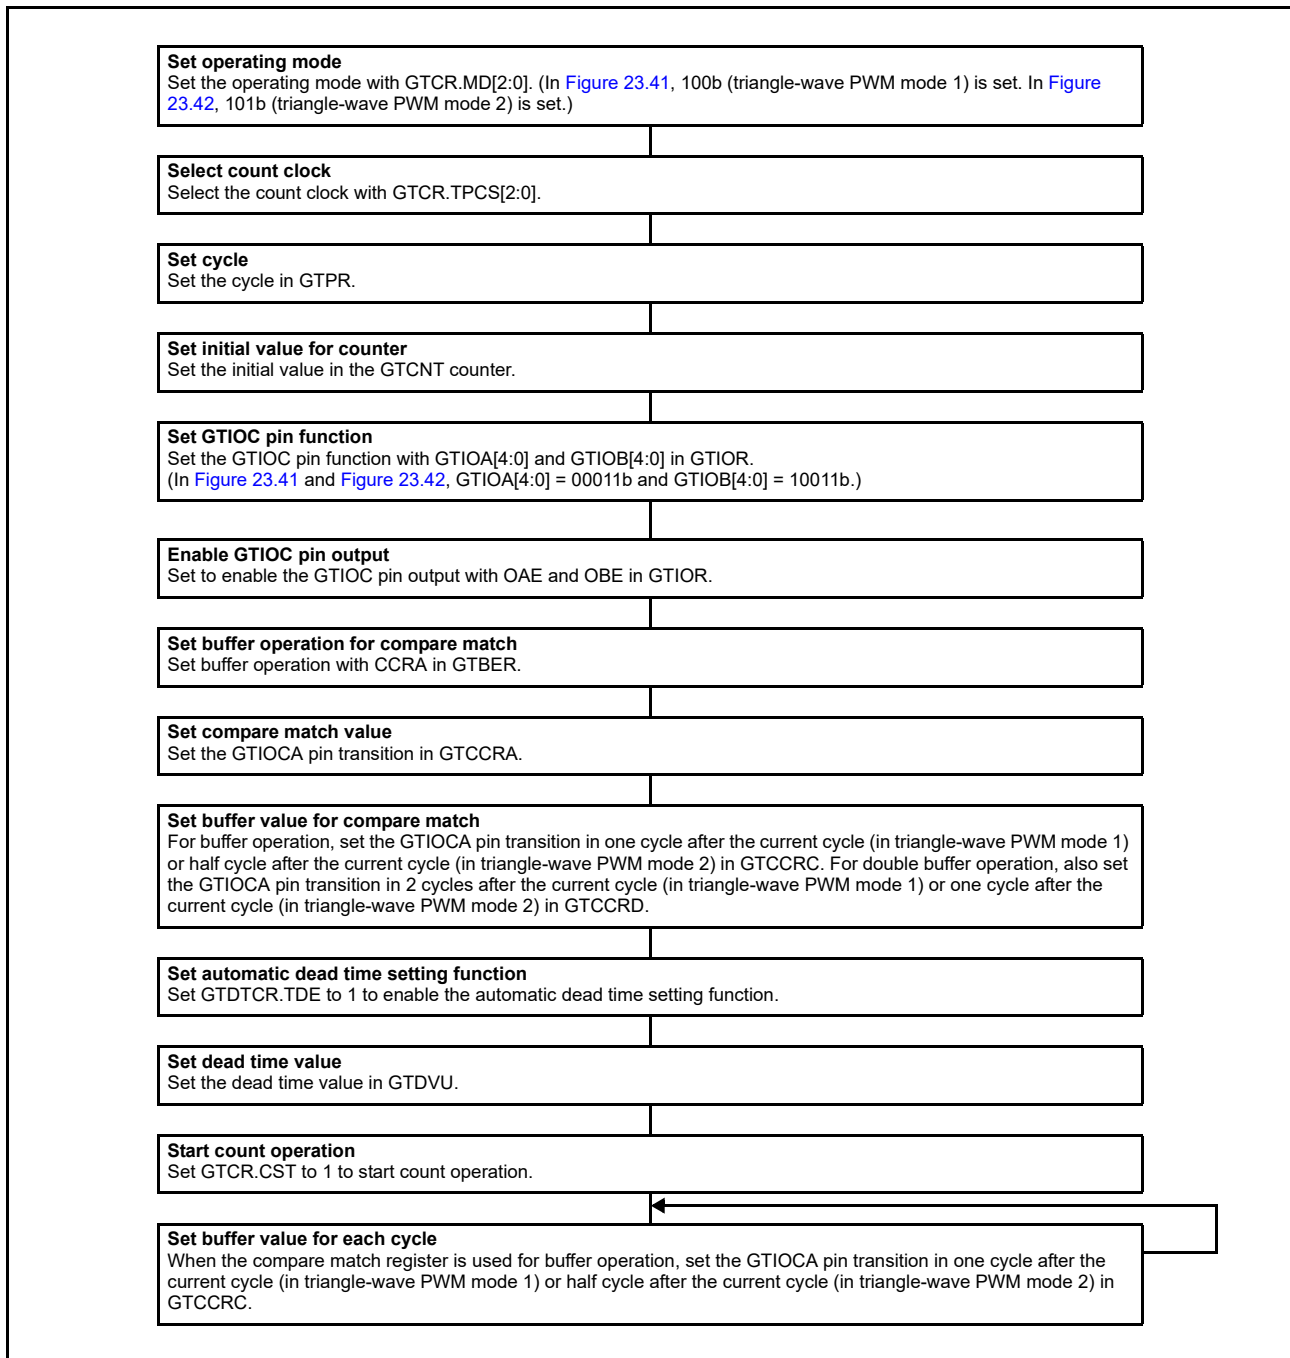 Set operating mode
Set the operating mode with GTCR.MD[2:0]. (In Figure 23.41, 100b (triangle-wave PWM mode 1) is set. In Figure
23.42, 101b (triangle-wave PWM mode 2) is set.)
Select count clock
Select the count clock with GTCR.TPCS[2:0].
Set cycle
Set the cycle in GTPR.
Set initial value for counter
Set the initial value in the GTCNT counter.
Set GTIOC pin function
Set the GTIOC pin function with GTIOA[4:0] and GTIOB[4:0] in GTIOR.
(In Figure 23.41 and Figure 23.42, GTIOA[4:0] = 00011b and GTIOB[4:0] = 10011b.)
Enable GTIOC pin output
Set to enable the GTIOC pin output with OAE and OBE in GTIOR.
Set buffer operation for compare match
Set buffer operation with CCRA in GTBER.
Set compare match value
Set the GTIOCA pin transition in GTCCRA.
Set buffer value for compare match
For buffer operation, set the GTIOCA pin transition in one cycle after the current cycle (in triangle-wave PWM mode 1)
or half cycle after the current cycle (in triangle-wave PWM mode 2) in GTCCRC. For double buffer operation, also set
the GTIOCA pin transition in 2 cycles after the current cycle (in triangle-wave PWM mode 1) or one cycle after the
current cycle (in triangle-wave PWM mode 2) in GTCCRD.
Set automatic dead time setting function
Set GTDTCR.TDE to 1 to enable the automatic dead time setting function.
Set dead time value
Set the dead time value in GTDVU.
Start count operation
Set GTCR.CST to 1 to start count operation.
Set buffer value for each cycle
When the compare match register is used for buffer operation, set the GTIOCA pin transition in one cycle after the
current cycle (in triangle-wave PWM mode 1) or half cycle after the current cycle (in triangle-wave PWM mode 2) in
GTCCRC.